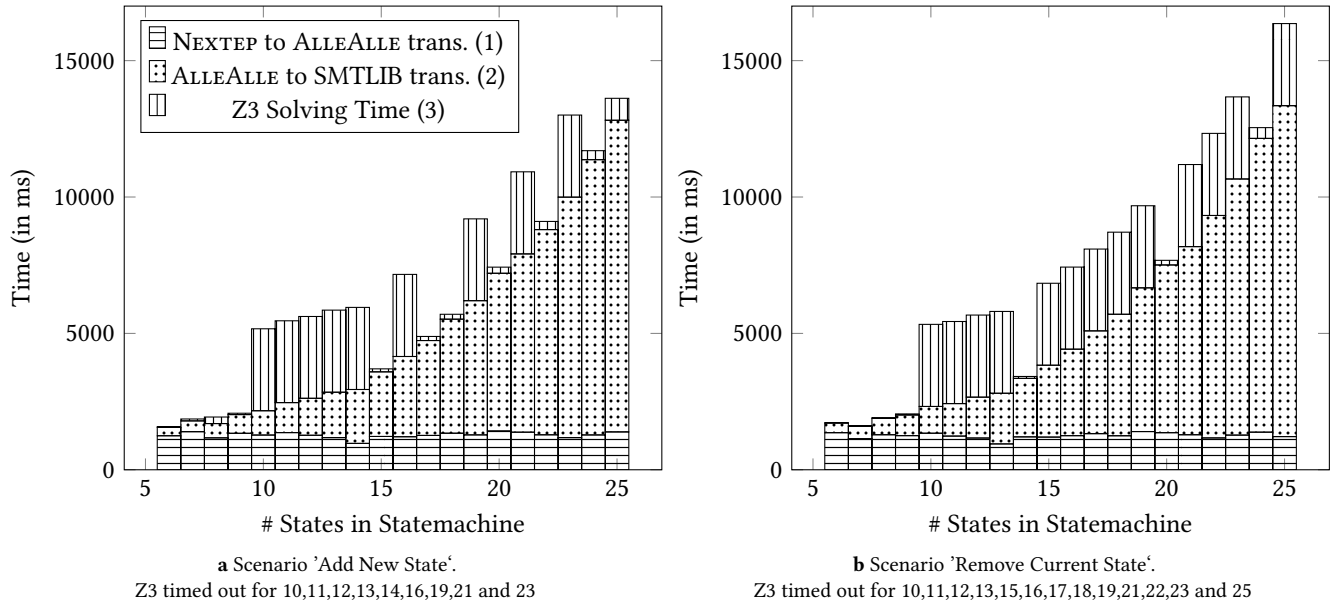 15000
10000
5000
0
Time (in ms)
NEXTEP to ALLEALLE trans. (1)
ALLEALLE to SMTLIB trans. (2)
Z3 Solving Time (3)
5
10
15
20
25
# States in Statemachine
a Scenario ’Add New State‘.
Z3 timed out for 10,11,12,13,14,16,19,21 and 23
15000
10000
5000
0
Time (in ms)
5
10
15
20
25
# States in Statemachine
b Scenario ’Remove Current State‘.
Z3 timed out for 10,11,12,13,15,16,17,18,19,21,22,23 and 25